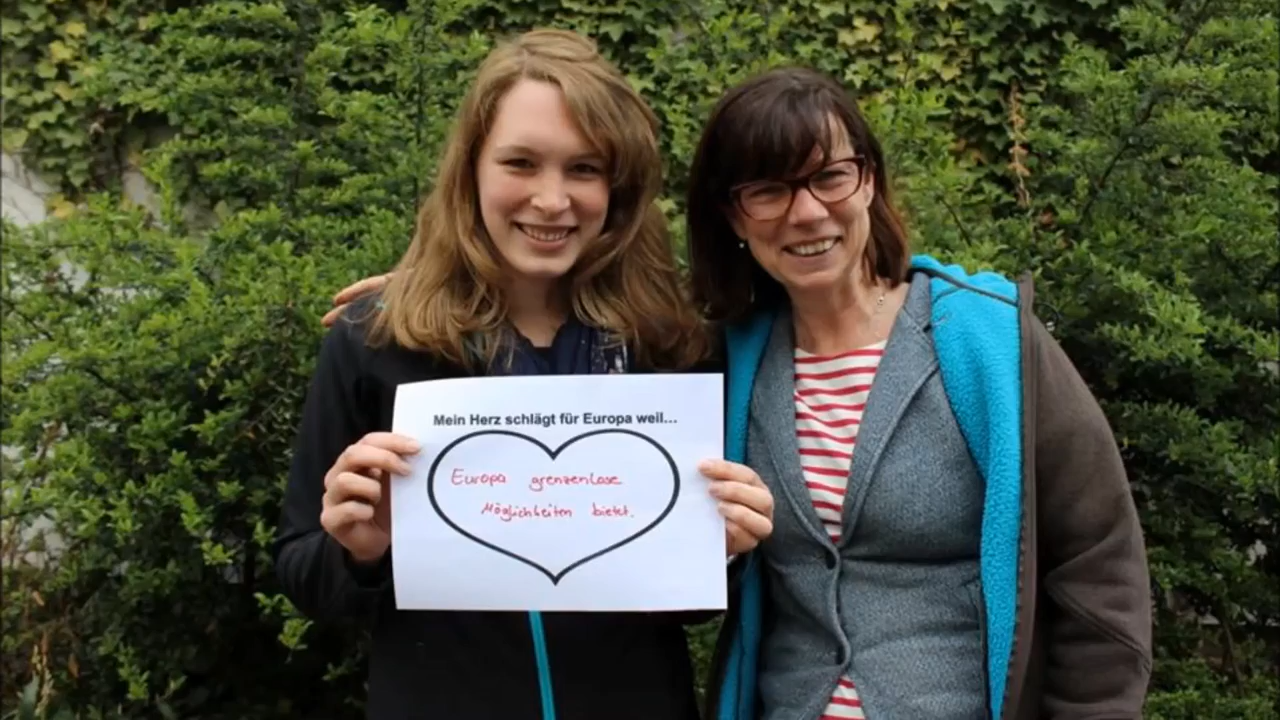 Mein Herz schlägt für Europa weil...
Europa grenzenlose
Möglichkeiten bietet.